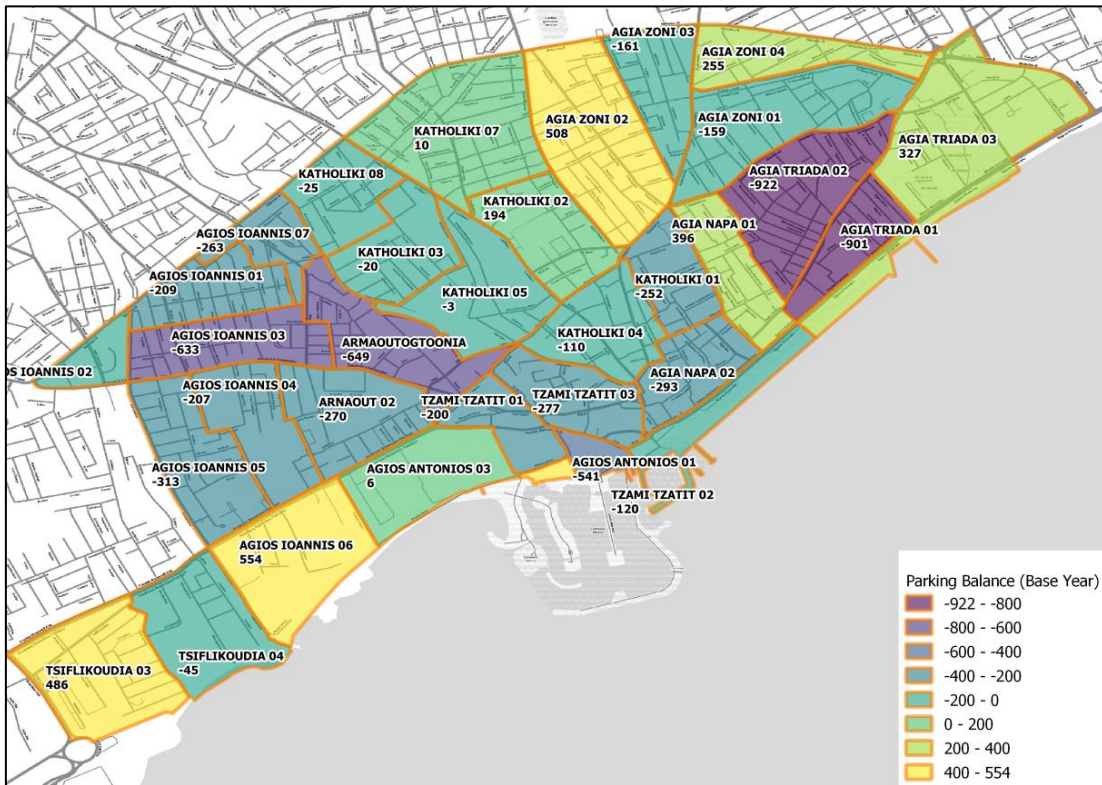 AGIA ZONI 03
-161
AGIA ZONI 04
255
AGIA ZONI 02
508
AGIA ZONI 01
-159
KATHOLIKI 07
10
AGIA TRIADA 03
327
AGIA TRIADA 02
-922
KATHOLIKI 08
-25
KATHOLIKI 02
194
AGIA NAPA 01
396
AGIA TRIADA 01
-901
AGIOS IOANNIS 07
-263
KATHOLIKI 03
-20
AGIOS IOANNIS 01
-209
KATHOLIKI 01
-252
KATHOLIKI 05
-3
AGIOS IOANNIS 03
-633
ARMAOUTOGTOONIA
-649
KATHOLIKI 04
-110
OS IOANNIS 02
AGIA NAPA 02
-293
AGIOS IOANNIS 04
-207
ARNAOUT 02
-270
TZAMI TZATIT 01
-200
TZAMI TZATIT 03
-277
AGIOS IOANNIS 05
-313
AGIOS ANTONIOS 03
6
AGIOS ANTONIOS 01
-541
TZAMI TZATIT 02
-120
AGIOS IOANNIS 06
554
TSIFLIKOUDIA 04
-45
TSIFLIKOUDIA 03
486
Parking Balance (Base Year)
-922 - -800
-800 - -600
-600 - -400
-400 - -200
-200 - 0
0 - 200
200 - 400
400 - 554